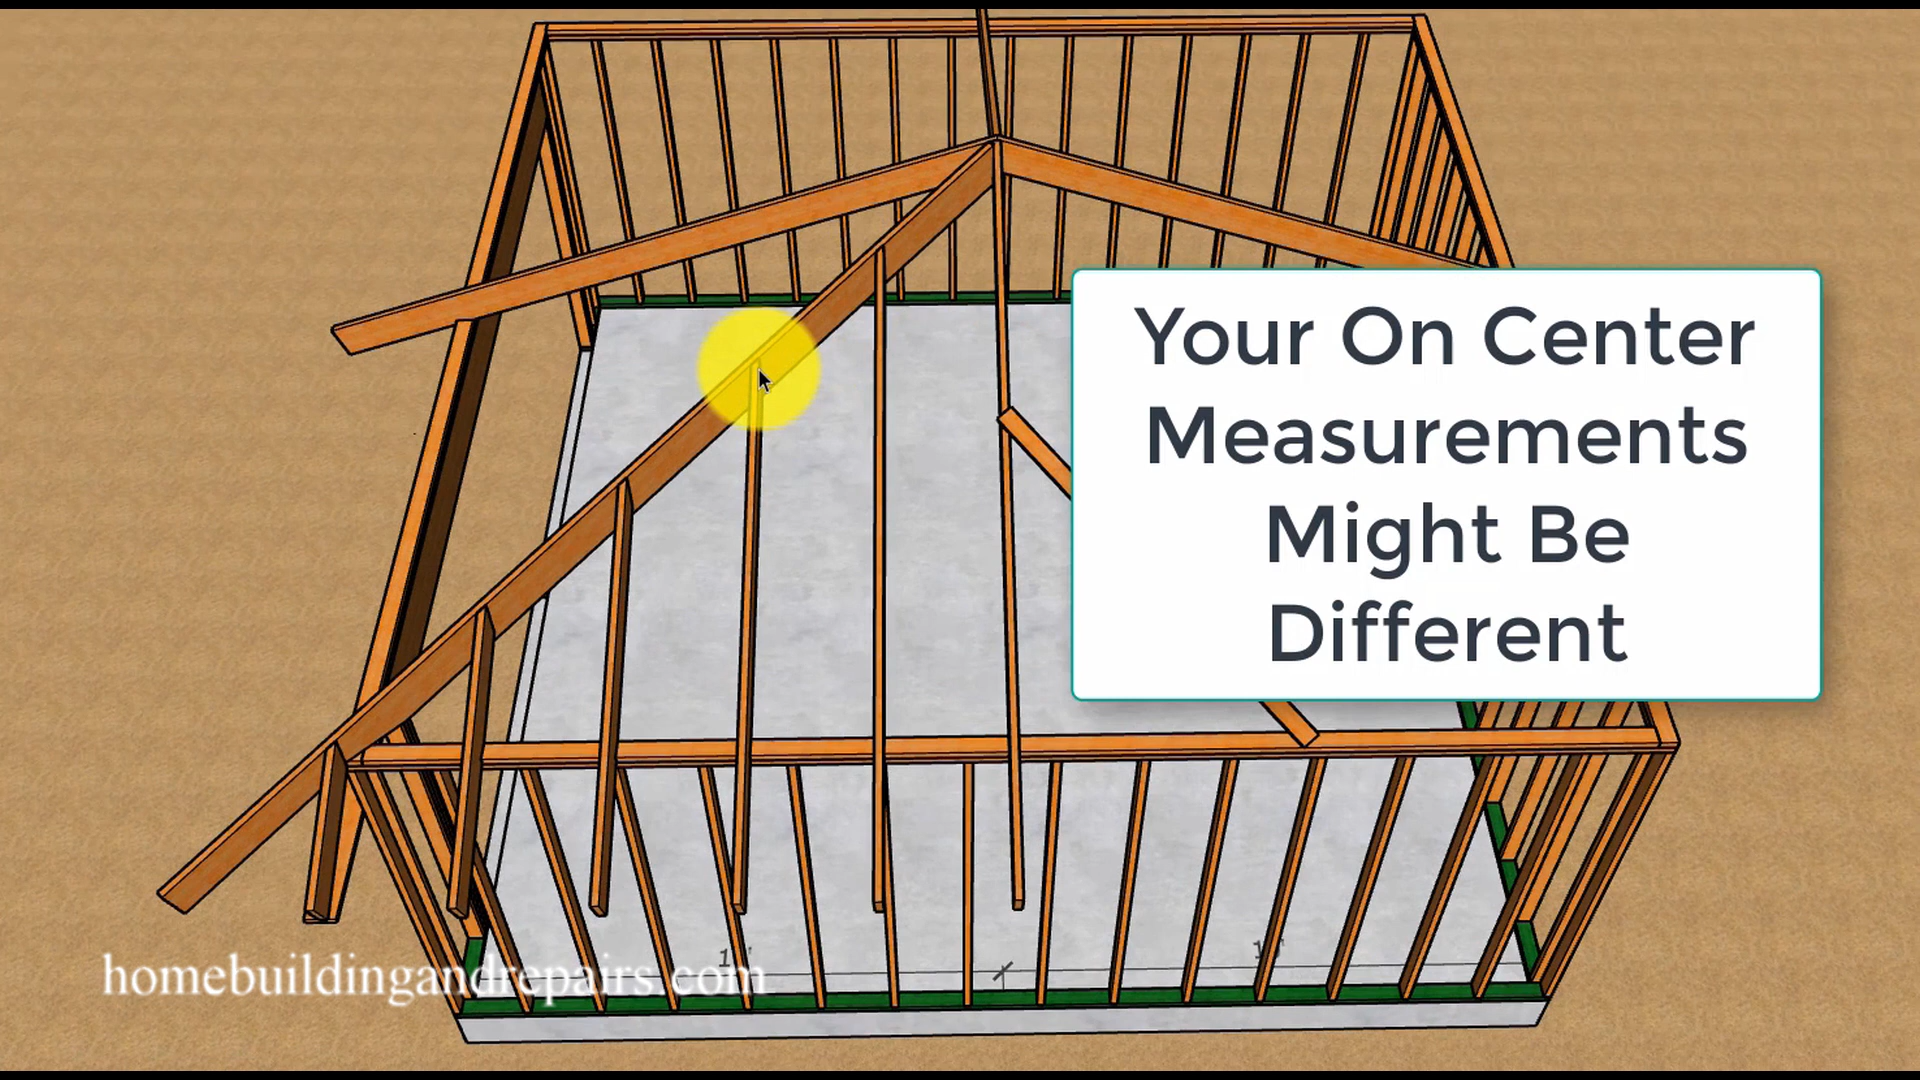 Your On Center
Measurements
Might Be
Different
homebuildingandrepairs.com